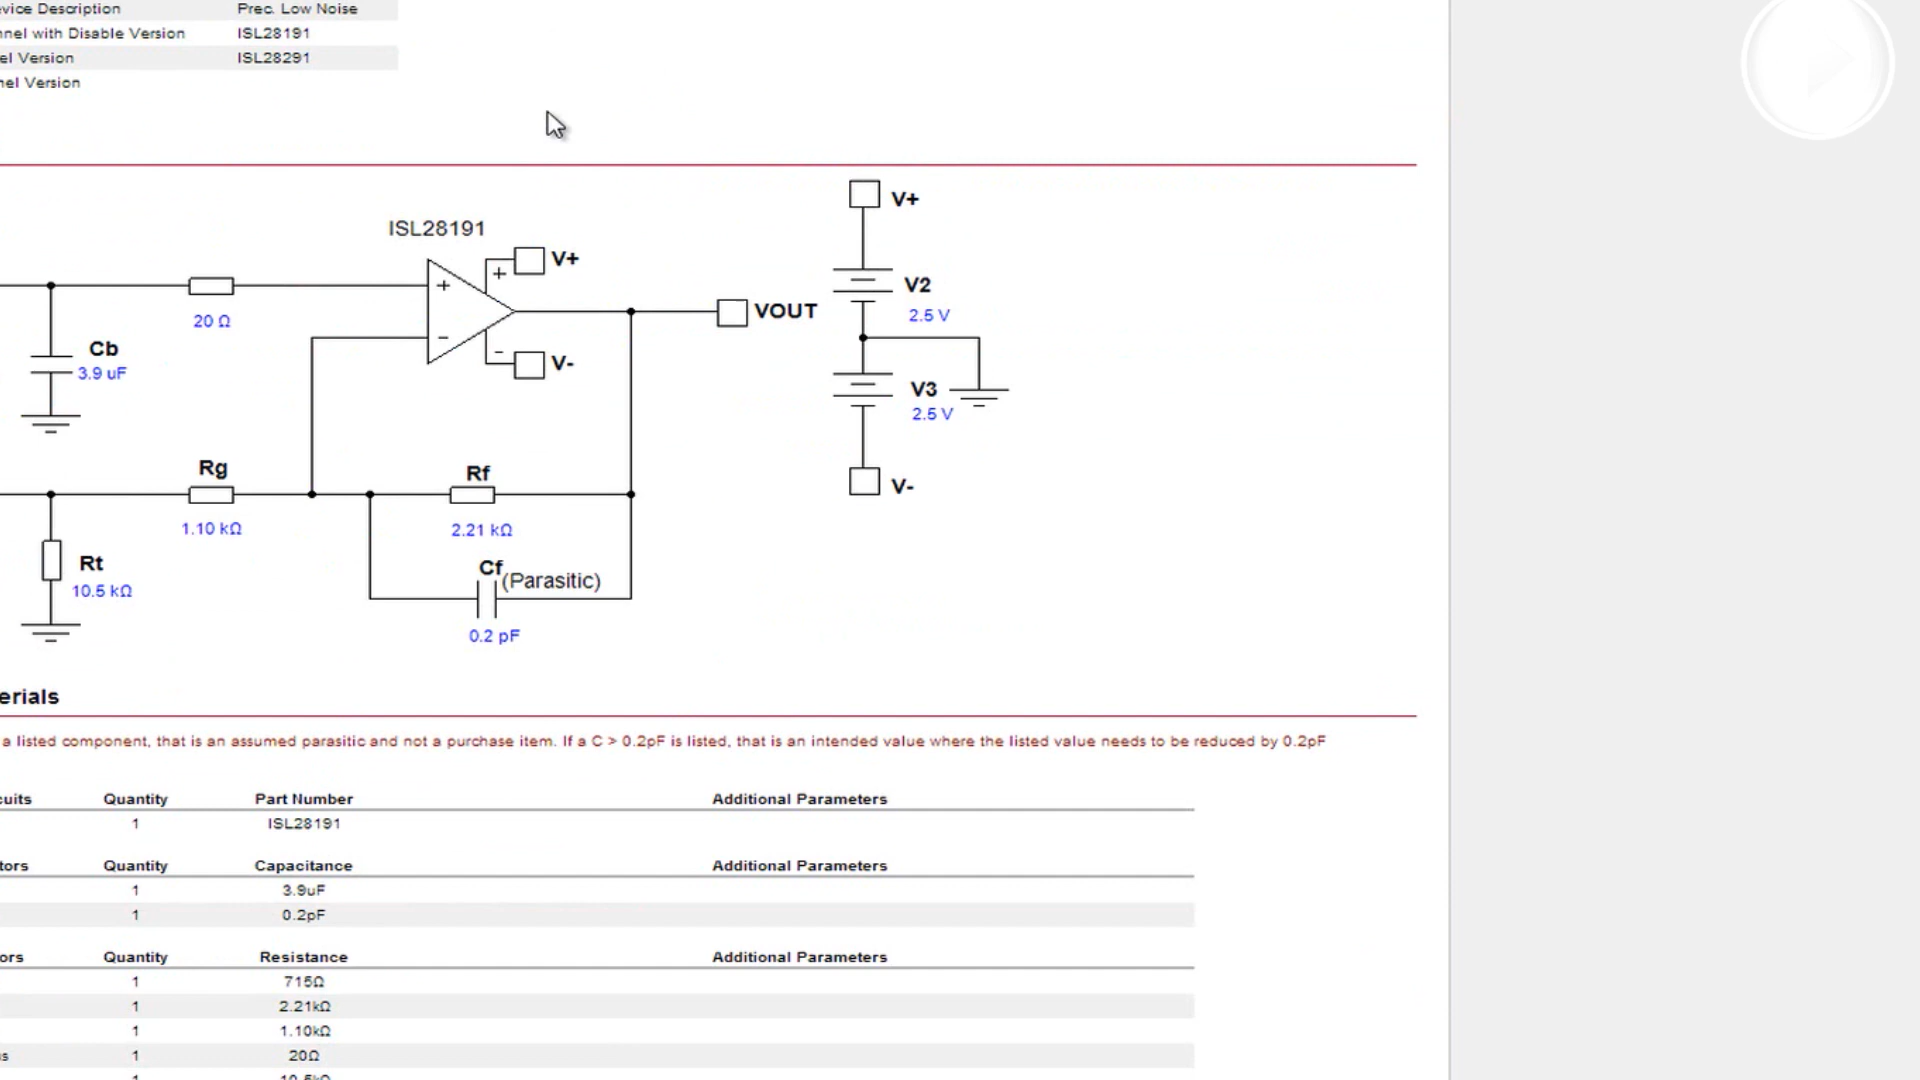 vice Description Prec. Low Noise
nnel with Disable Version ISL28191
el Version ISL28291
nel Version
V+
ISL28191
V+
+
V2
+
20 Ω
VOUT
2.5 V
Cb
-
-
V-
3.9 uF
V3
2.5 V
Rg
Rf
V-
1.10 kΩ
2.21 kΩ
Rt
Cf
(Parasitic)
10.5 kΩ
0.2 pF
erials
a listed component, that is an assumed parasitic and not a purchase item. If a C > 0.2pF is listed, that is an intended value where the listed value needs to be reduced by 0.2pF
cuits Quantity Part Number Additional Parameters
1 ISL28191
tors Quantity Capacitance Additional Parameters
1 3.9uF
1 0.2pF
ors Quantity Resistance Additional Parameters
1 715Ω
1 2.21kΩ
1 1.10kΩ
s 1 20Ω
1 10.5kΩ